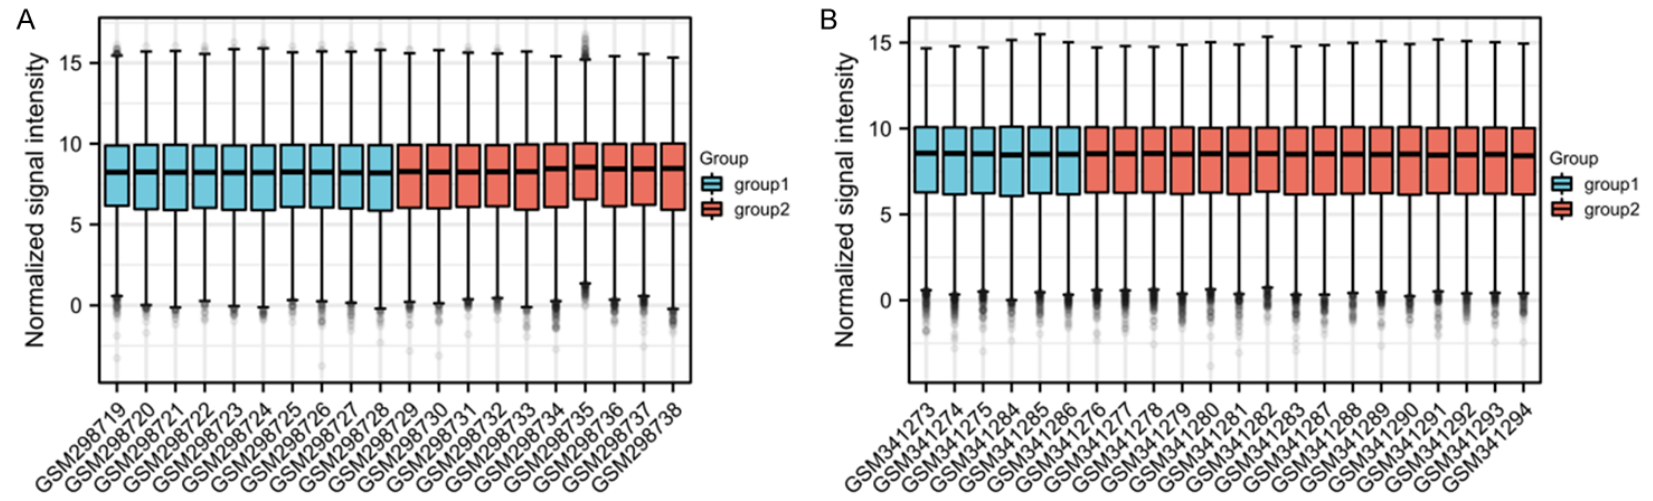 A
Normalized signal intensity
15
10
5
0
GSM298719
GSM298720
GSM298721
GSM298722
GSM298723
GSM298724
GSM298725
GSM298726
GSM298727
GSM298728
GSM298729
GSM298730
GSM298731
GSM298732
GSM298733
GSM298734
GSM298735
GSM298736
GSM298737
GSM298738
Group
group1
group2
B
Normalized signal intensity
15
10
5
0
GSM341273
GSM341274
GSM341275
GSM341284
GSM341285
GSM341286
GSM341276
GSM341277
GSM341278
GSM341279
GSM341280
GSM341281
GSM341282
GSM341283
GSM341287
GSM341288
GSM341289
GSM341290
GSM341291
GSM341292
GSM341293
GSM341294
Group
group1
group2